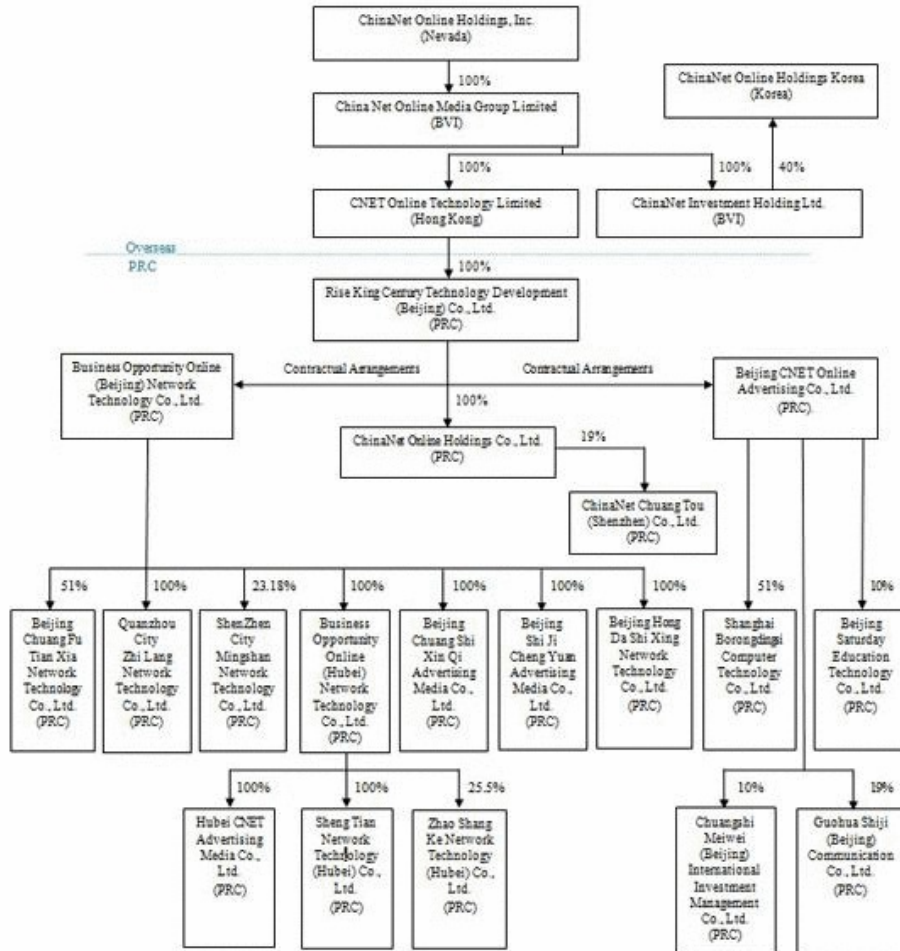 ChinaNet Online Holdings, Inc.
(Nevada)
100%
ChinaNet Online Holdings Korea
(Korea)
China Net Online Media Group Limited
(BVI)
100%
100%
40%
CNET Online Technology Limited
(Hong Kong)
ChinaNet Investment Holding Ltd.
(BVI)
Overseas
PRC
100%
Rise King Century Technology Development
(Beijing) Co., Ltd.
(PRC)
Business Opportunity Online
(Beijing) Network
Technology Co., Ltd.
(PRC)
Contractual Arrangements
Contractual Arrangements
Beijing CNET Online
Advertising Co., Ltd.
(PRC)
100%
ChinaNet Online Holdings Co., Ltd.
(PRC)
19%
ChinaNet Chuang Tou
(Shenzhen) Co., Ltd.
(PRC)
51%
100%
23.18%
100%
100%
100%
100%
51%
10%
Beijing
Chuang Fu
Tian Xia
Network
Technology
Co., Ltd.
(PRC)
Quanzhou
City
Zhi Lang
Network
Technology
Co., Ltd.
(PRC)
ShenZhen
City
Mingshan
Network
Technology
Co., Ltd.
(PRC)
Business
Opportunity
Online
(Hubei)
Network
Technology
Co., Ltd.
(PRC)
Beijing
Chuang Shi
Xin Qi
Advertising
Media Co.,
Ltd.
(PRC)
Beijing
Shi Ji
Cheng Yuan
Advertising
Media Co.,
Ltd.
(PRC)
Beijing Hong
Da Shi Xing
Network
Technology
Co., Ltd.
(PRC)
Shanghai
Borongdingsi
Computer
Technology
Co., Ltd.
(PRC)
Beijing
Saturday
Education
Technology
Co., Ltd.
(PRC)
100%
100%
25.5%
10%
19%
Hubei CNET
Advertising
Media Co.,
Ltd.
(PRC)
Sheng Tian
Network
Technology
(Hubei) Co.,
Ltd.
(PRC)
Zhao Shang
Ke Network
Technology
(Hubei) Co.,
Ltd.
(PRC)
Chuangshi
Meiwei
(Beijing)
International
Investment
Management
Co., Ltd.
(PRC)
Guohua Shiji
(Beijing)
Communication
Co., Ltd.
(PRC)